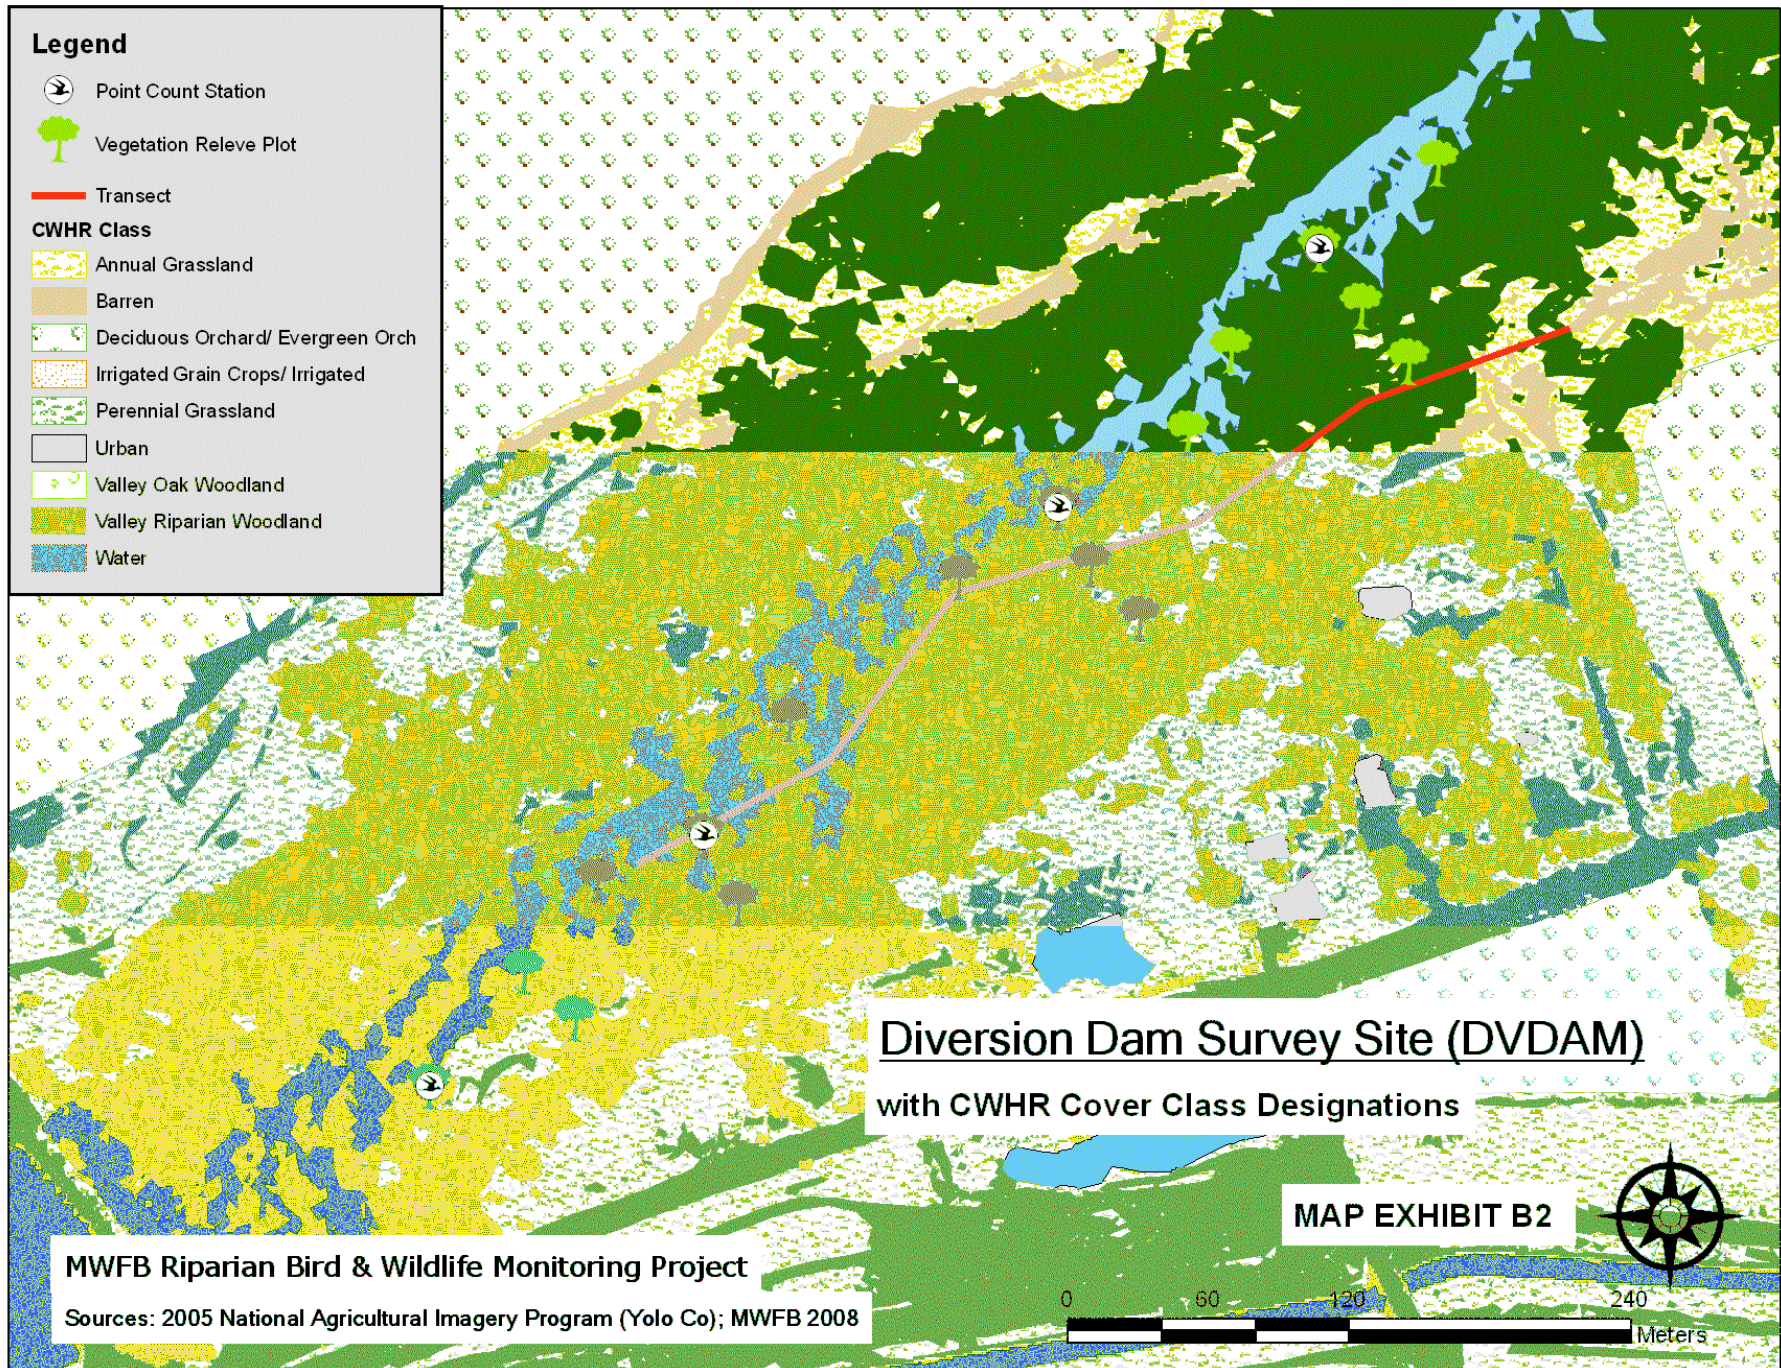 Legend
Point Count Station
Vegetation Releve Plot
Transect
CWHR Class
Annual Grassland
Barren
Deciduous Orchard/ Evergreen Orch
Irrigated Grain Crops/ Irrigated
Perennial Grassland
Urban
Valley Oak Woodland
Valley Riparian Woodland
Water
Diversion Dam Survey Site (DVDAM)
with CWHR Cover Class Designations
MAP EXHIBIT B2
MWFB Riparian Bird & Wildlife Monitoring Project
Sources: 2005 National Agricultural Imagery Program (Yolo Co); MWFB 2008
0 60 120 240
Meters